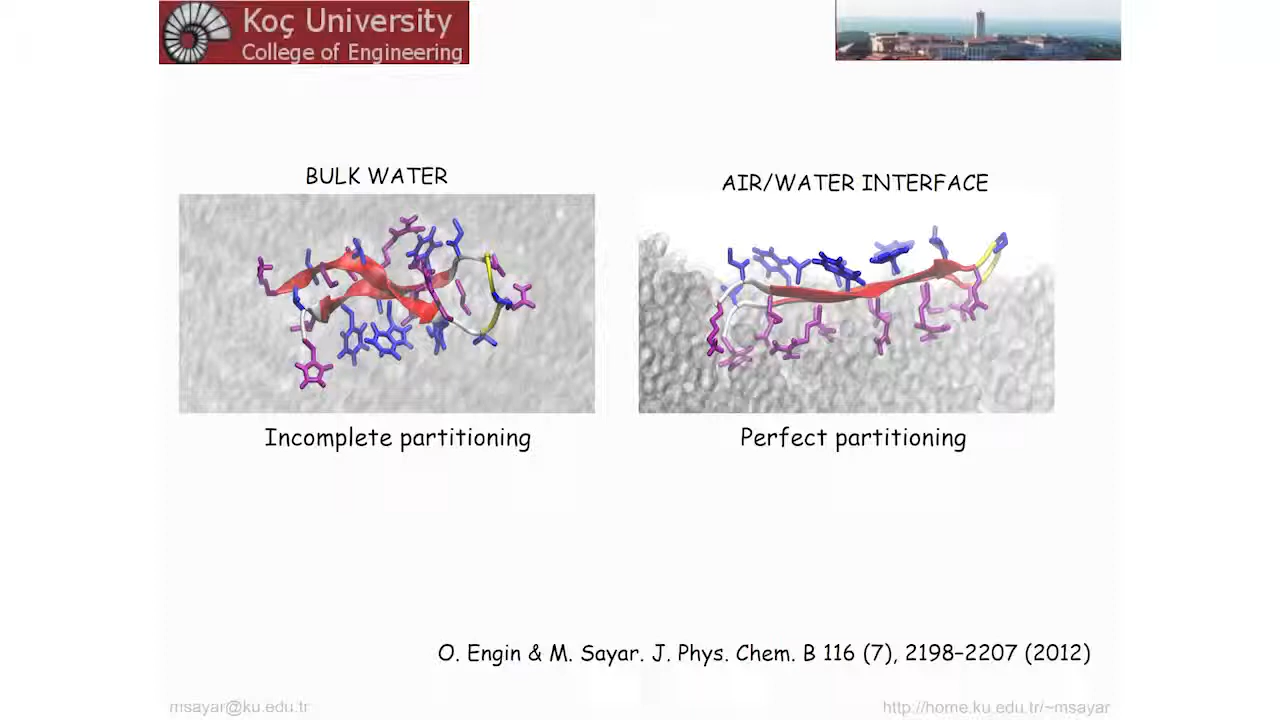 Koç University
College of Engineering
BULK WATER
AIR/WATER INTERFACE
Incomplete partitioning
Perfect partitioning
O. Engin & M. Sayar. J. Phys. Chem. B 116 (7), 2198–2207 (2012)
msayar@ku.edu.tr
http://home.ku.edu.tr/~msayar